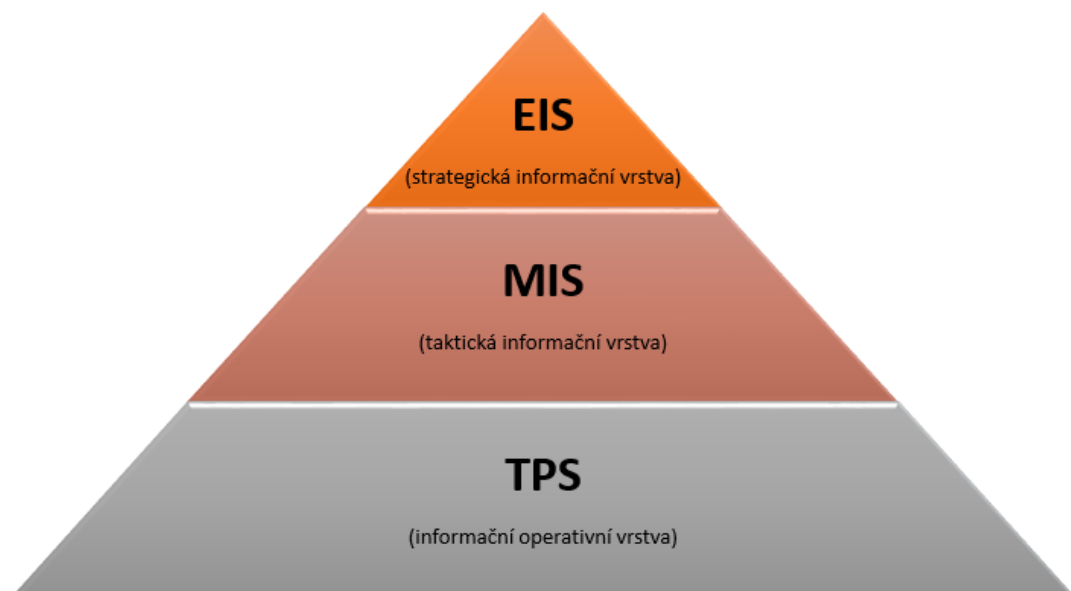 EIS
(strategická informační vrstva)
MIS
(taktická informační vrstva)
TPS
(informační operativní vrstva)